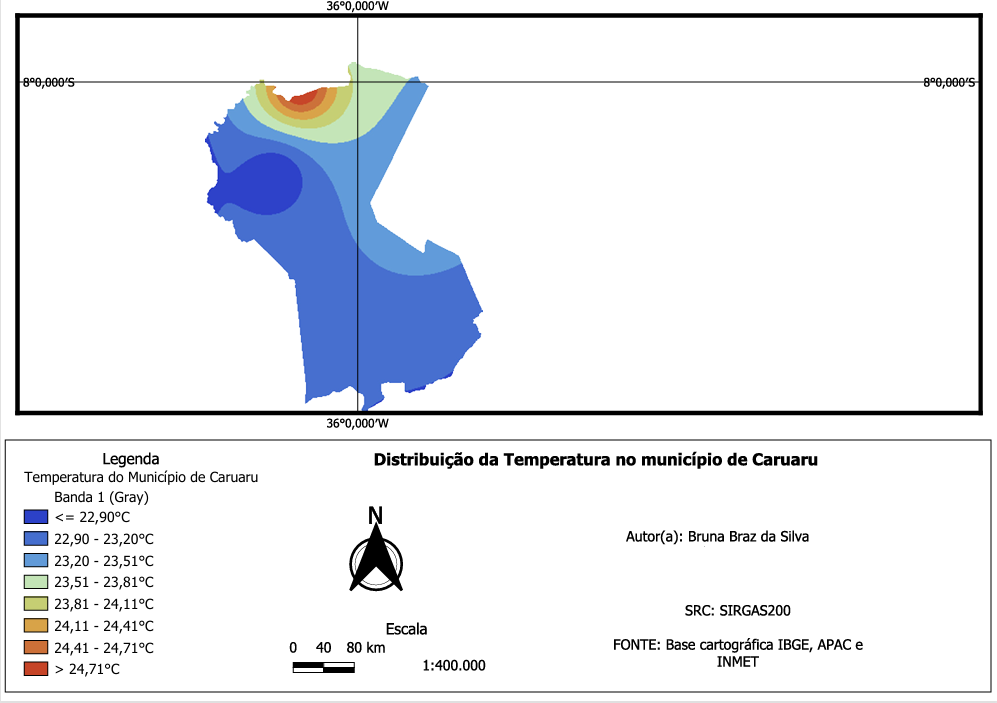 36°0,000'W
8°0,000'S
8°0,000'S
36°0,000'W
Legenda
Temperatura do Município de Caruaru
Banda 1 (Gray)
<= 22,90°C
22,90 - 23,20°C
23,20 - 23,51°C
23,51 - 23,81°C
23,81 - 24,11°C
24,11 - 24,41°C
24,41 - 24,71°C
> 24,71°C
Distribuição da Temperatura no município de Caruaru
N
Escala
0 40 80 km
1:400.000
Autor(a): Bruna Braz da Silva
SRC: SIRGAS200
FONTE: Base cartográfica IBGE, APAC e
INMET